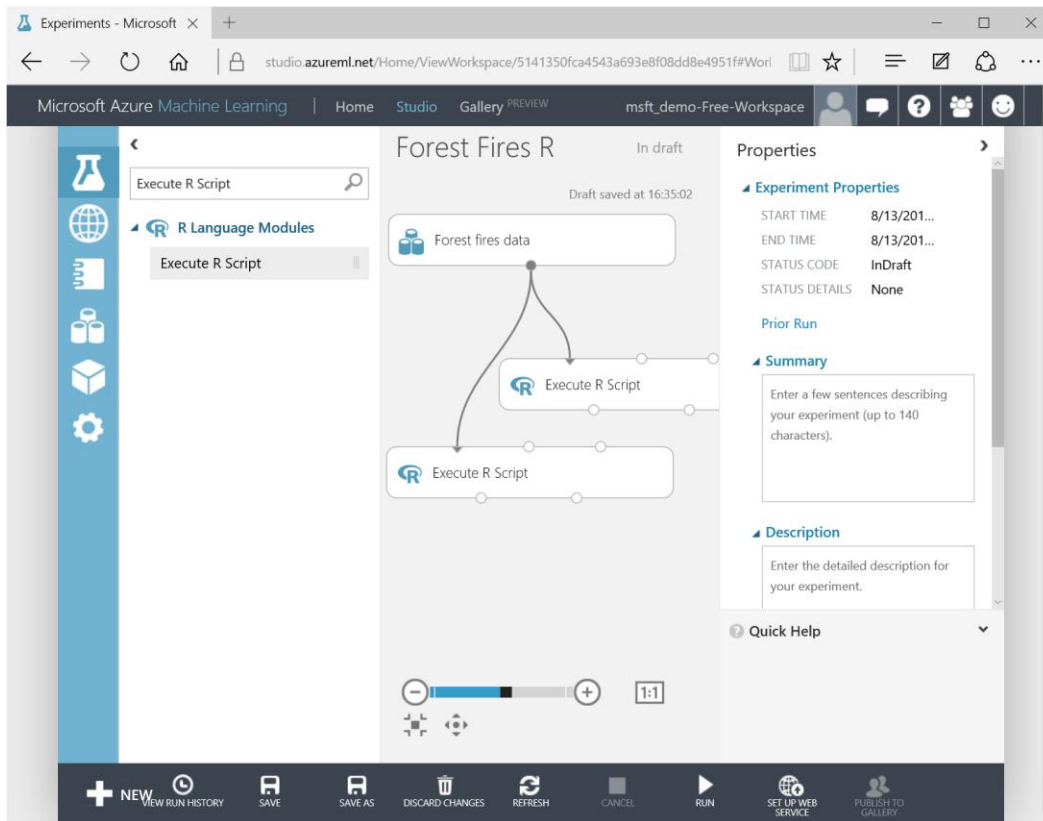 Experiments - Microsoft
studio.azureml.net/Home/ViewWorkspace/5141350fca4543a693e8f08dd8e4951f#Worl
Microsoft Azure Machine Learning | Home Studio Gallery PREVIEW msft_demo-Free-Workspace
Execute R Script
R Language Modules
Execute R Script
Forest Fires R In draft
Draft saved at 16:35:02
Forest fires data
Execute R Script
Execute R Script
1:1
Properties
Experiment Properties
START TIME 8/13/201...
END TIME 8/13/201...
STATUS CODE InDraft
STATUS DETAILS None
Prior Run
Summary
Enter a few sentences describing
your experiment (up to 140
characters).
Description
Enter the detailed description for
your experiment.
Quick Help
NEW
VIEW RUN HISTORY
SAVE
SAVE AS
DISCARD CHANGES
REFRESH
CANCEL
RUN
SET UP WEB
SERVICE
PUBLISH TO
GALLERY